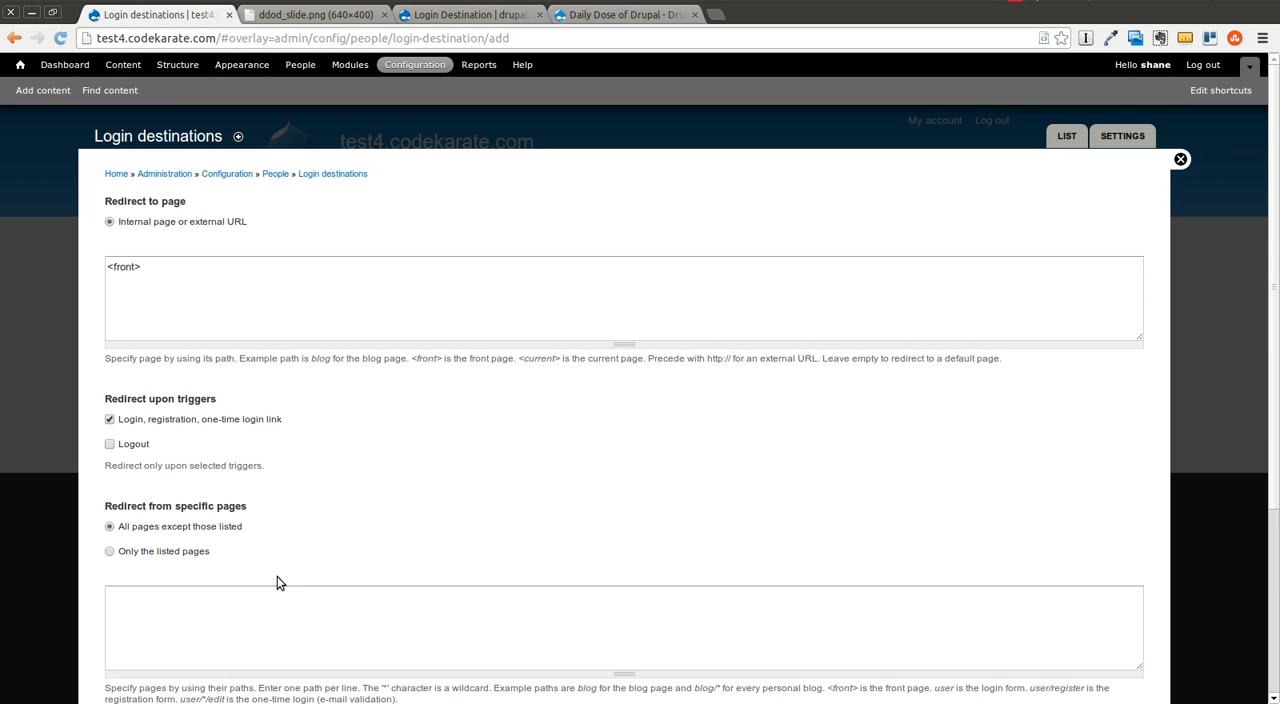 Login destinations | test4.
ddod_slide.png (640×400)
Login Destination | drupal.
Daily Dose of Drupal - Dru
test4.codekarate.com/#overlay=admin/config/people/login-destination/add
Dashboard Content Structure Appearance People Modules Configuration Reports Help
Hello shane Log out
Add content Find content
Edit shortcuts
My account Log out
Login destinations
test4.codekarate.com
LIST SETTINGS
Home » Administration » Configuration » People » Login destinations
Redirect to page
Internal page or external URL
<front>
Specify page by using its path. Example path is blog for the blog page. <front> is the front page. <current> is the current page. Precede with http:// for an external URL. Leave empty to redirect to a default page.
Redirect upon triggers
Login, registration, one-time login link
Logout
Redirect only upon selected triggers.
Redirect from specific pages
All pages except those listed
Only the listed pages
Specify pages by using their paths. Enter one path per line. The '*' character is a wildcard. Example paths are blog for the blog page and blog/* for every personal blog. <front> is the front page. user is the login form. user/register is the
registration form. user/*/edit is the one-time login (e-mail validation).